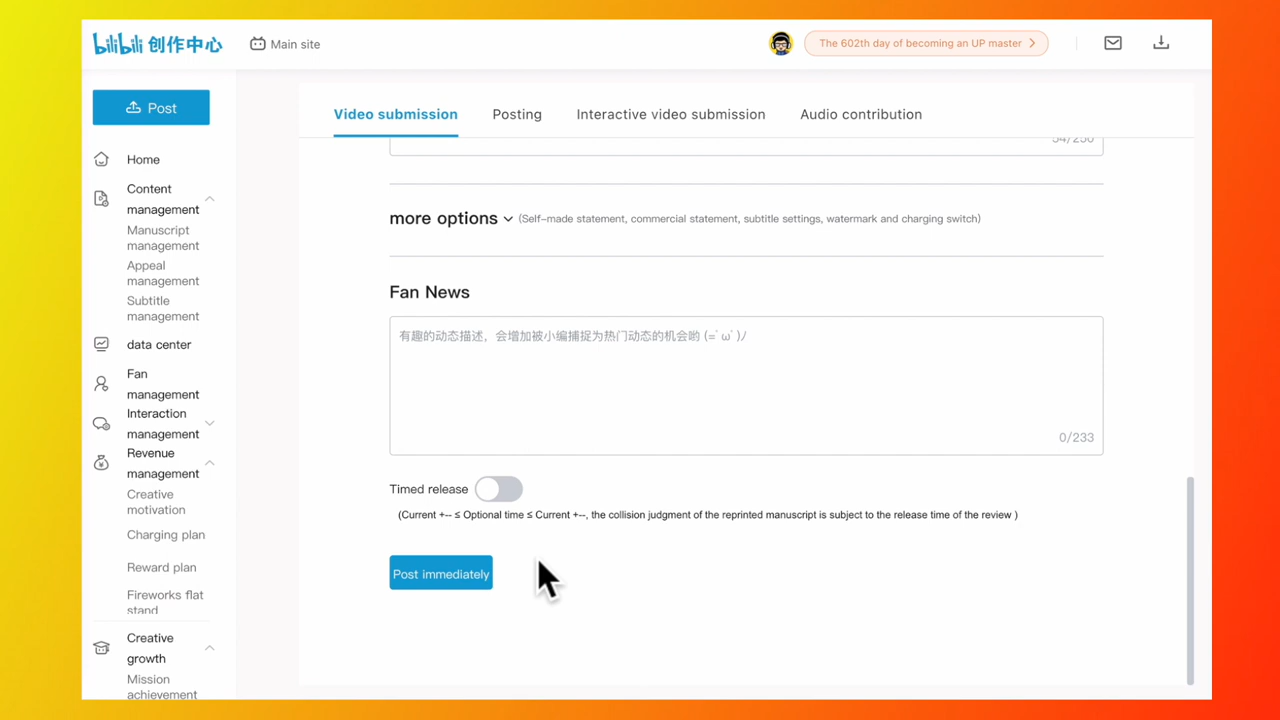 bilibili 创作中心
Main site
The 602th day of becoming an UP master
Post
Home
Content
management
Manuscript
management
Appeal
management
Subtitle
management
data center
Fan
management
Interaction
management
Revenue
management
Creative
motivation
Charging plan
Reward plan
Fireworks flat
stand
Creative
growth
Mission
achievement
Video submission
Posting
Interactive video submission
Audio contribution
54/250
more options (Self-made statement, commercial statement, subtitle settings, watermark and charging switch)
Fan News
有趣的动态描述，会增加被小编捕捉为热门动态的机会哟 (=´ω`)ﾉ
0/233
Timed release
(Current +-- ≤ Optional time ≤ Current +--, the collision judgment of the reprinted manuscript is subject to the release time of the review )
Post immediately